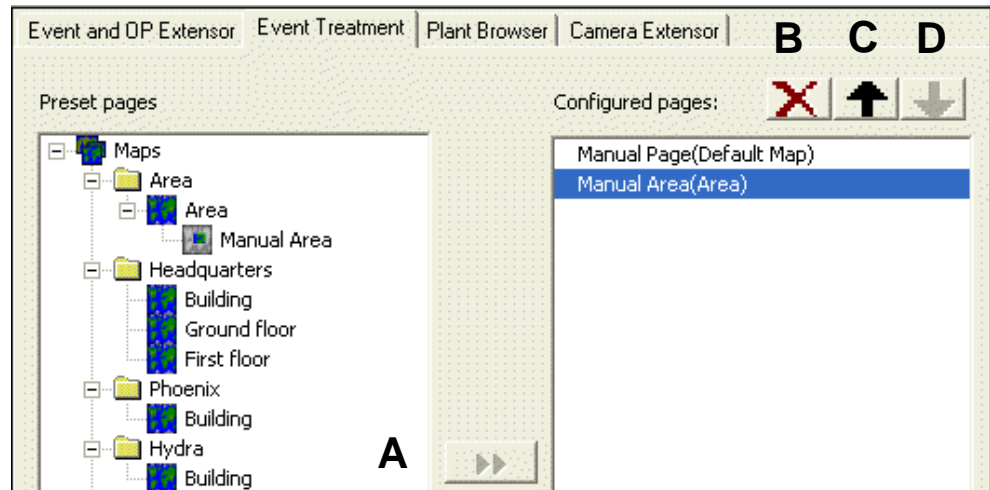 Event and OP Extensor Event Treatment Plant Browser Camera Extensor
B C D
Preset pages
Configured pages:
Maps
Area
Area
Manual Area
Headquarters
Building
Ground floor
First floor
Phoenix
Building
Hydra
Building
A
Manual Page(Default Map)
Manual Area(Area)